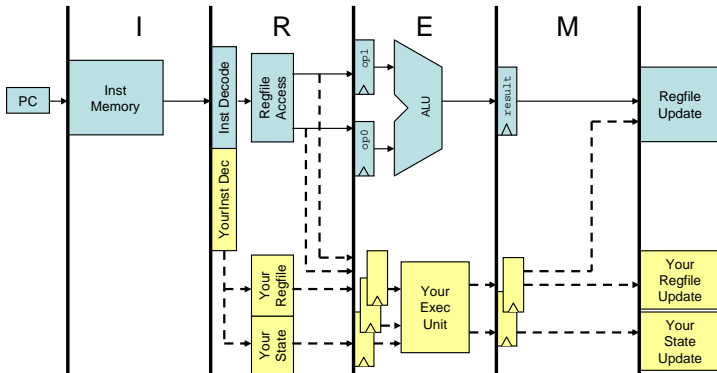 I
R
E
M
PC
Inst
Memory
Inst Decode
Regfile
Access
op1
op0
ALU
result
Regfile
Update
YourInst Dec
Your
Regfile
Your
State
Your
Exec
Unit
Your
Regfile
Update
Your
State
Update